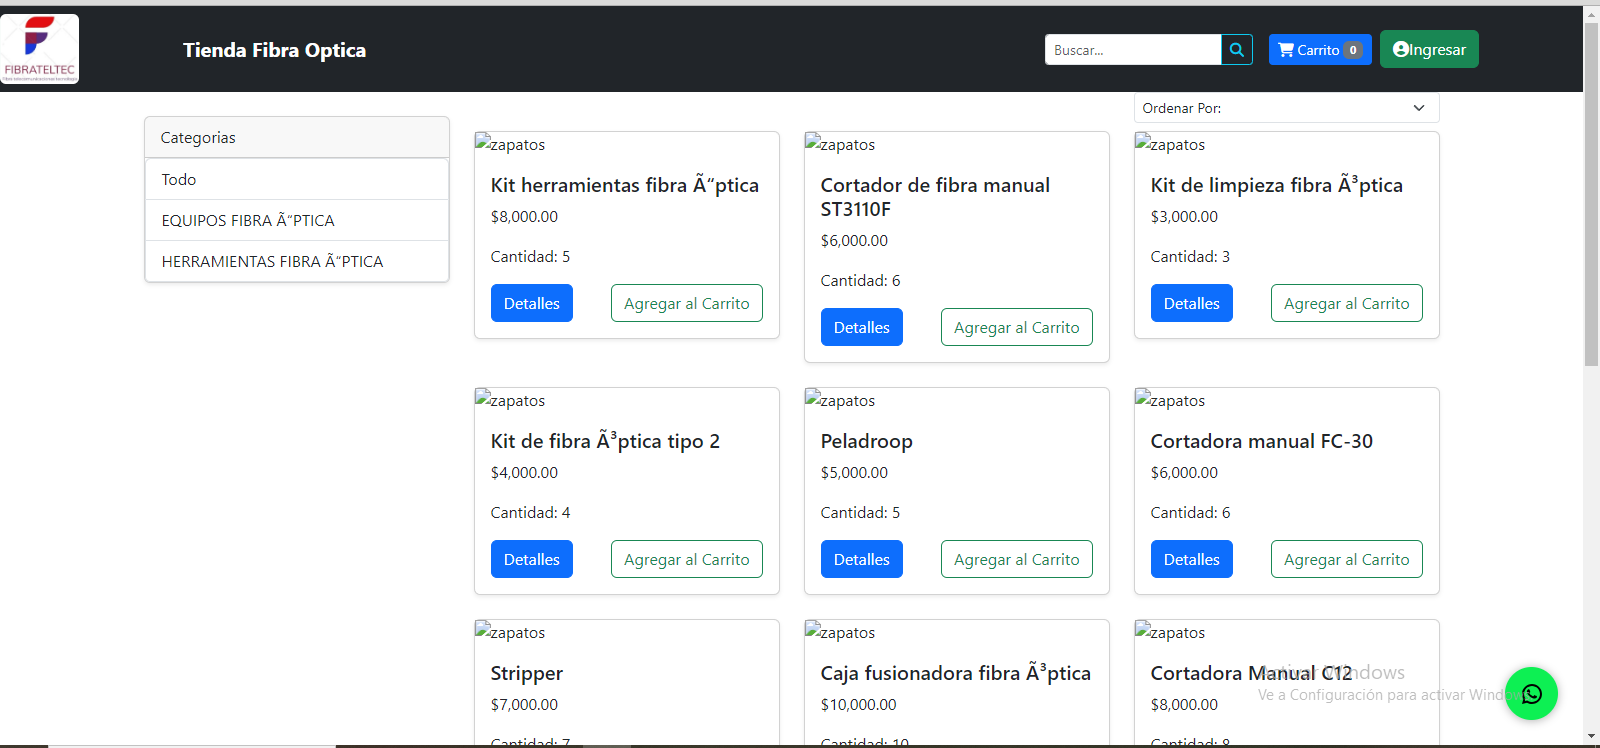 FIBRATELTEC
Tienda Fibra Optica
Buscar...
Carrito 0
Ingresar
Ordenar Por:
Categorias
Todo
EQUIPOS FIBRA Ã“PTICA
HERRAMIENTAS FIBRA Ã“PTICA
zapatos
Kit herramientas fibra Ã“ptica
$8,000.00
Cantidad: 5
Detalles
Agregar al Carrito
zapatos
Cortador de fibra manual
ST3110F
$6,000.00
Cantidad: 6
Detalles
Agregar al Carrito
zapatos
Kit de limpieza fibra Ã³ptica
$3,000.00
Cantidad: 3
Detalles
Agregar al Carrito
zapatos
Kit de fibra Ã³ptica tipo 2
$4,000.00
Cantidad: 4
Detalles
Agregar al Carrito
zapatos
Peladroop
$5,000.00
Cantidad: 5
Detalles
Agregar al Carrito
zapatos
Cortadora manual FC-30
$6,000.00
Cantidad: 6
Detalles
Agregar al Carrito
zapatos
Stripper
$7,000.00
Cantidad: 7
zapatos
Caja fusionadora fibra Ã³ptica
$10,000.00
Cantidad: 10
zapatos
Cortadora Manual C12
$8,000.00
Cantidad: 8
Activar Windows
Ve a Configuración para activar Windows